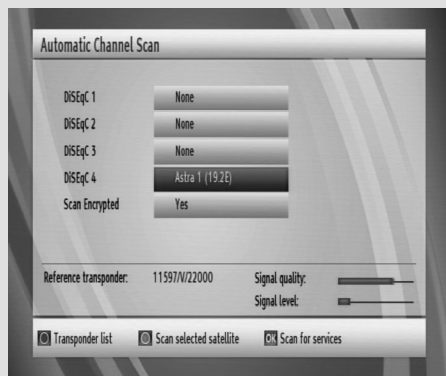 Automatic Channel Scan
DiSEqC 1 None
DiSEqC 2 None
DiSEqC 3 None
DiSEqC 4 Astra 1 (19.2E)
Scan Encrypted Yes
Reference transponder: 11597/V/22000 Signal quality:
Signal level:
Transponder list Scan selected satellite OK Scan for services